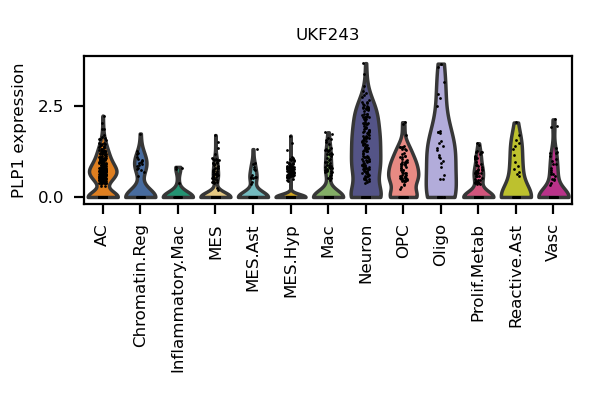 UKF243
PLP1 expression
2.5
0.0
AC
Chromatin.Reg
Inflammatory.Mac
MES
MES.Ast
MES.Hyp
Mac
Neuron
OPC
Oligo
Prolif.Metab
Reactive.Ast
Vasc